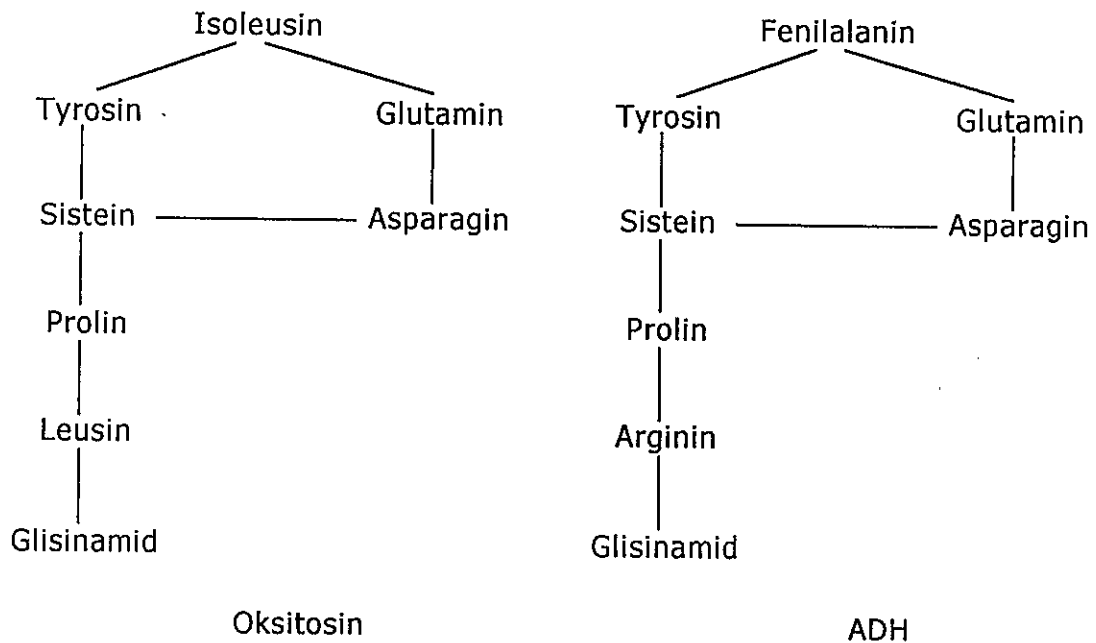 Isoleusin
Tyrosin
Glutamin
Sistein
Asparagin
Prolin
Leusin
Glisinamid
Oksitosin
Fenilalanin
Tyrosin
Glutamin
Sistein
Asparagin
Prolin
Arginin
Glisinamid
ADH